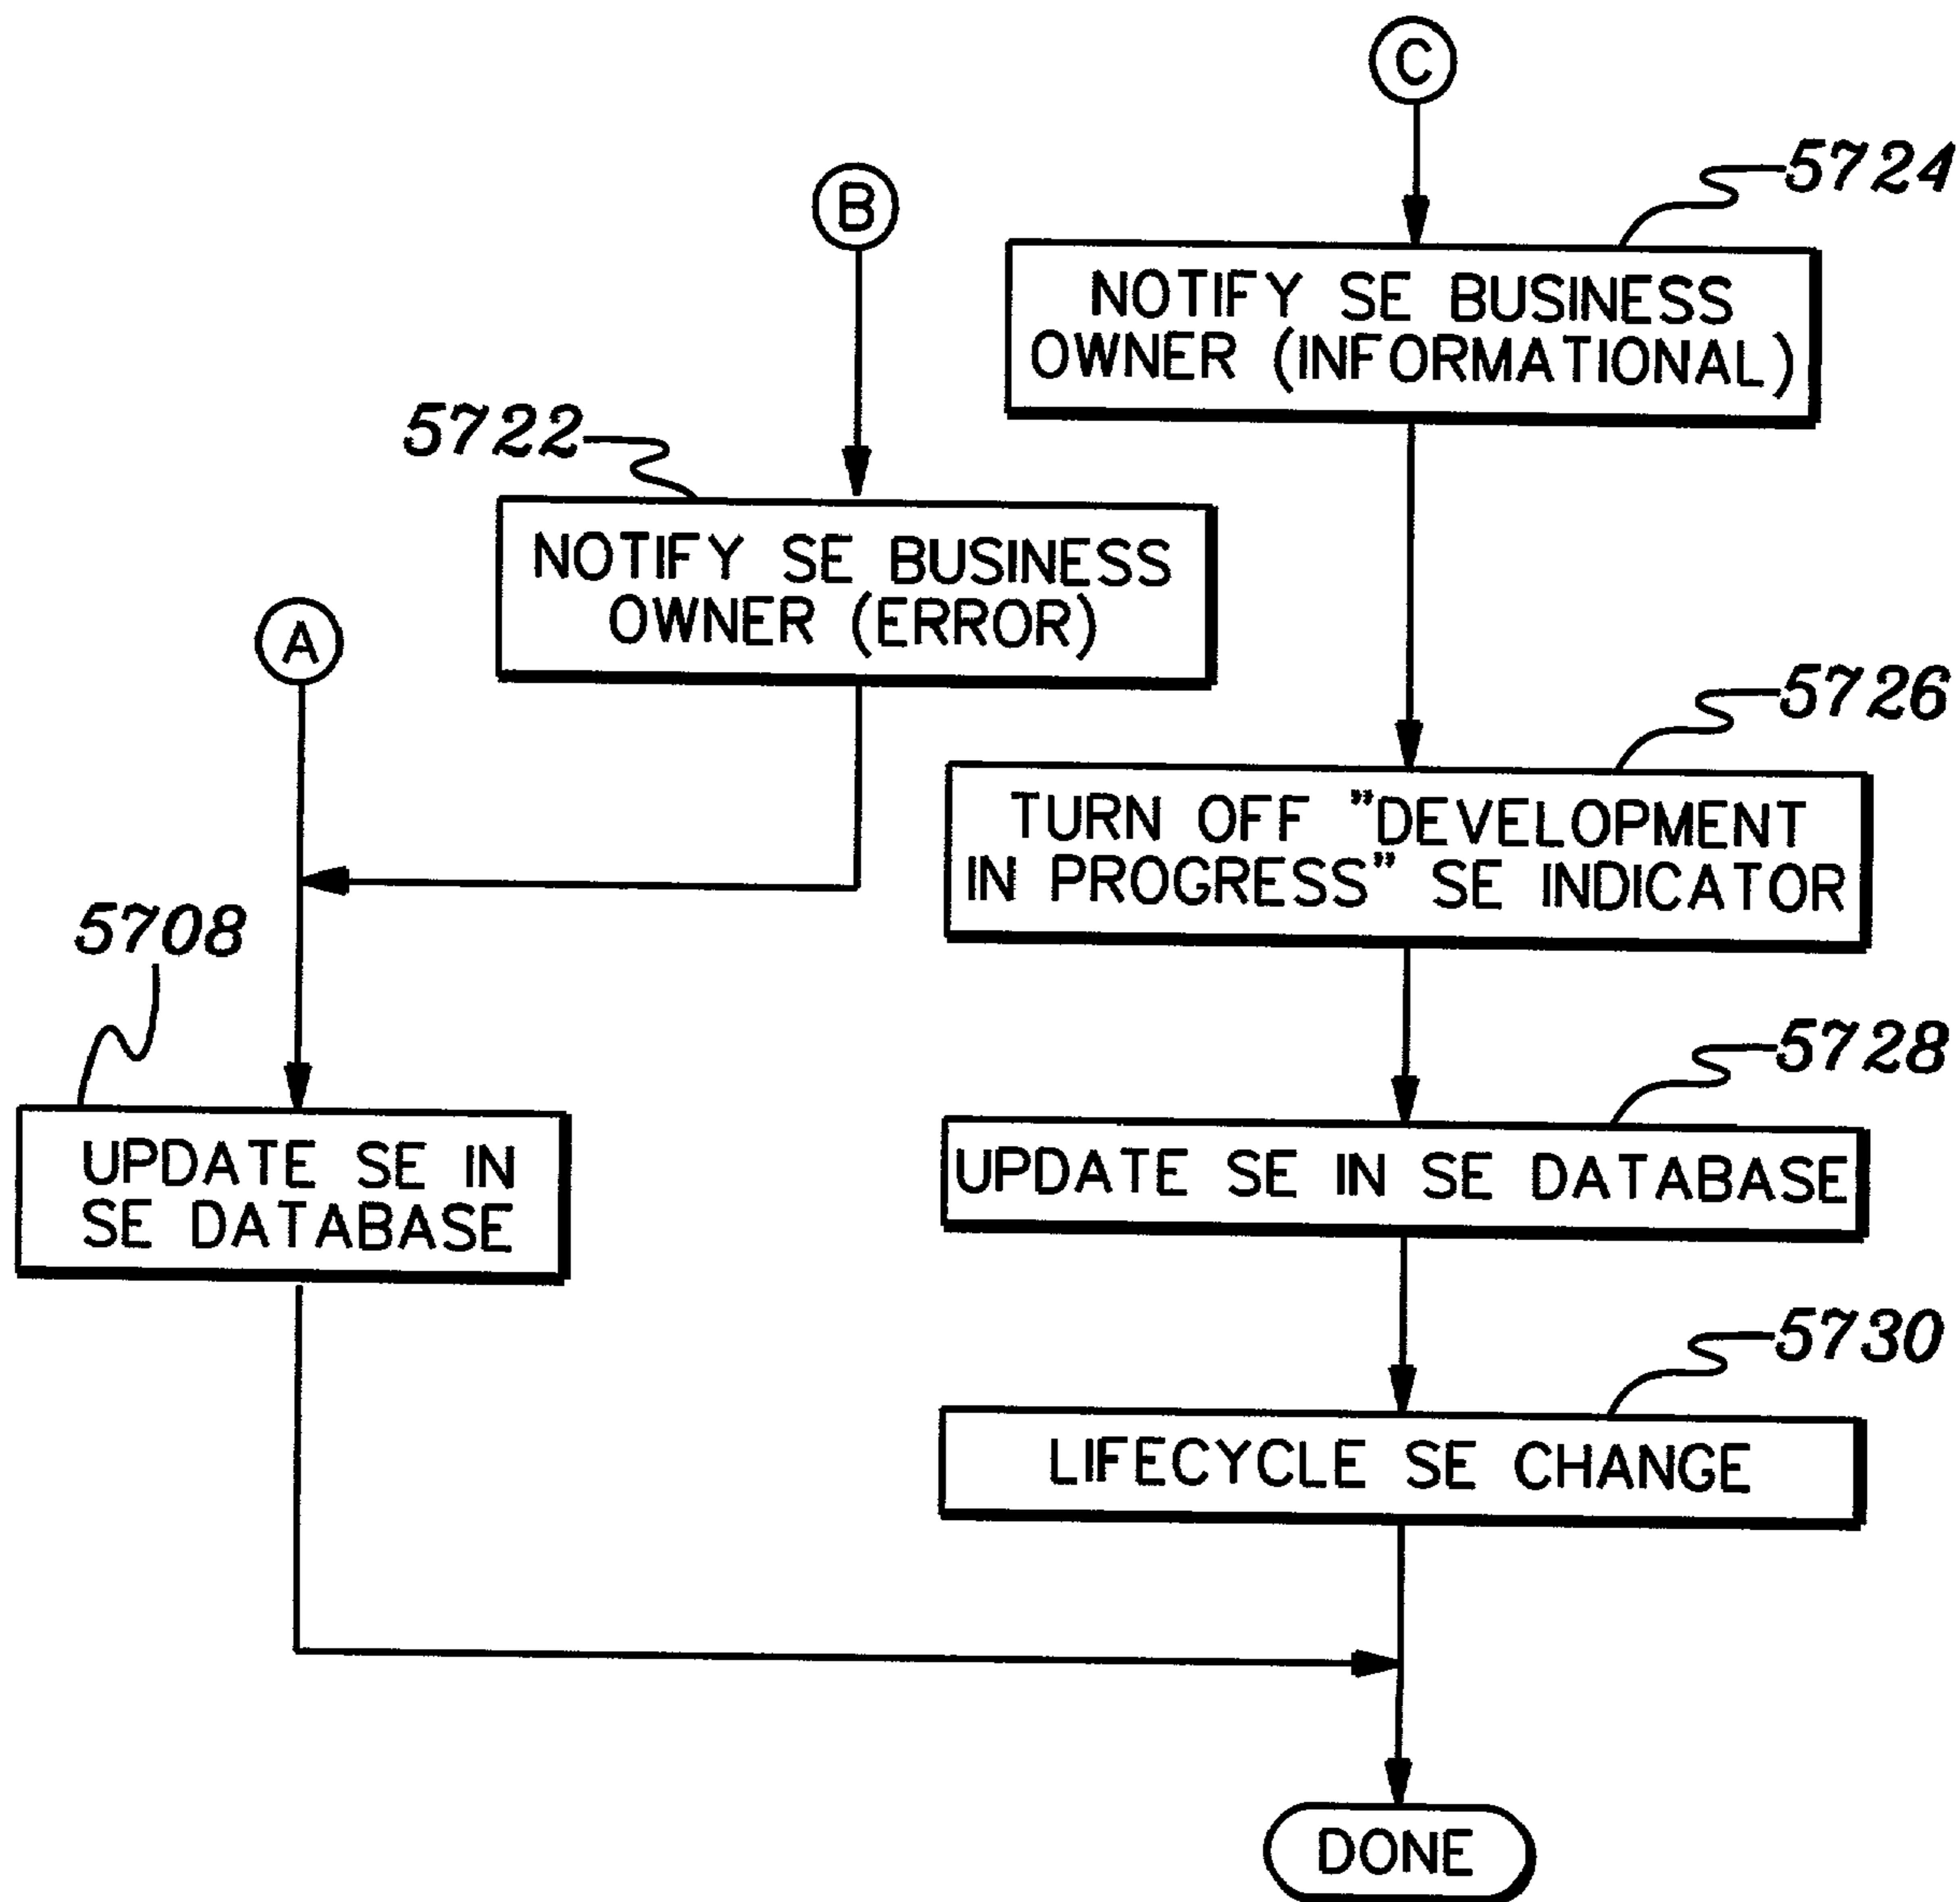 C
5724
B
NOTIFY SE BUSINESS
OWNER (INFORMATIONAL)
5722
NOTIFY SE BUSINESS
OWNER (ERROR)
A
5726
TURN OFF "DEVELOPMENT
IN PROGRESS" SE INDICATOR
5708
5728
UPDATE SE IN
SE DATABASE
UPDATE SE IN SE DATABASE
5730
LIFECYCLE SE CHANGE
DONE